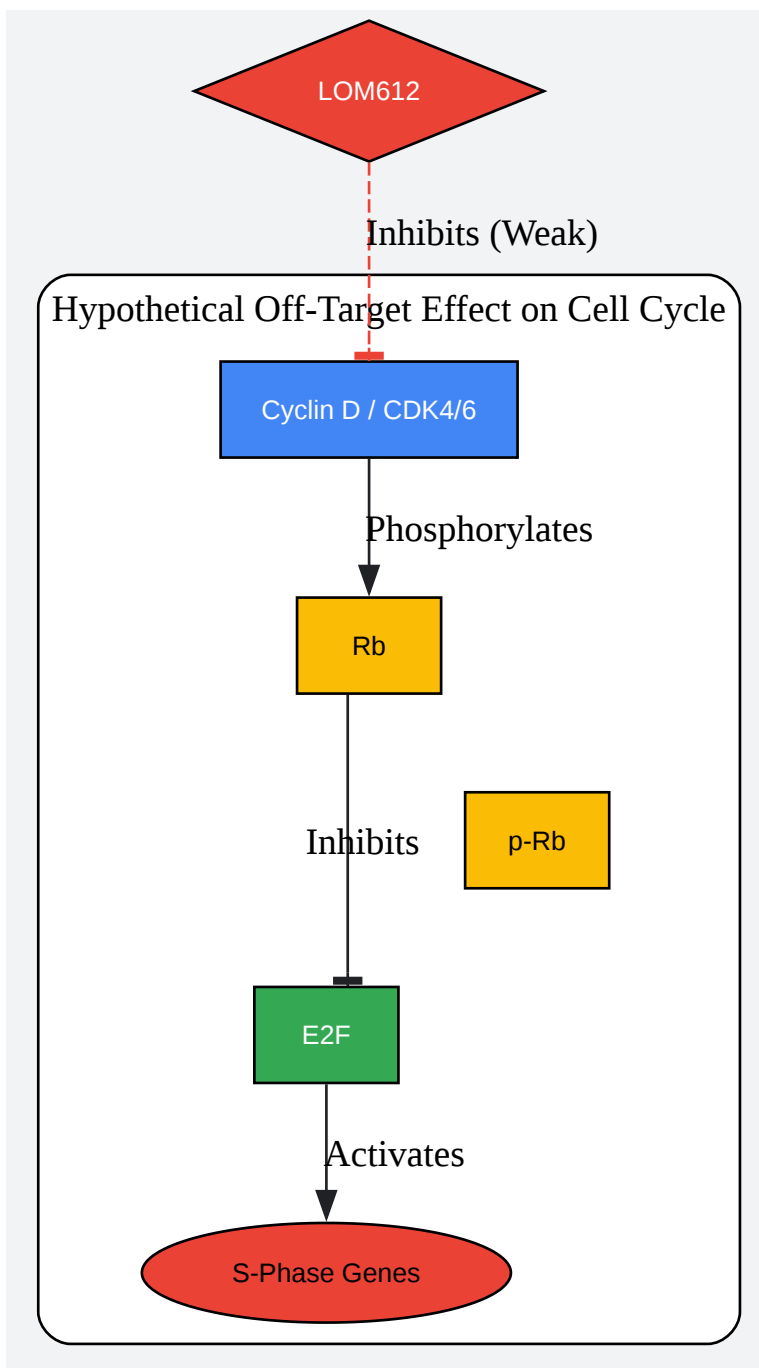 LOM612
Inhibits (Weak)
Hypothetical Off-Target Effect on Cell Cycle
Cyclin D / CDK4/6
Phosphorylates
Rb
Inhibits
p-Rb
E2F
Activates
S-Phase Genes